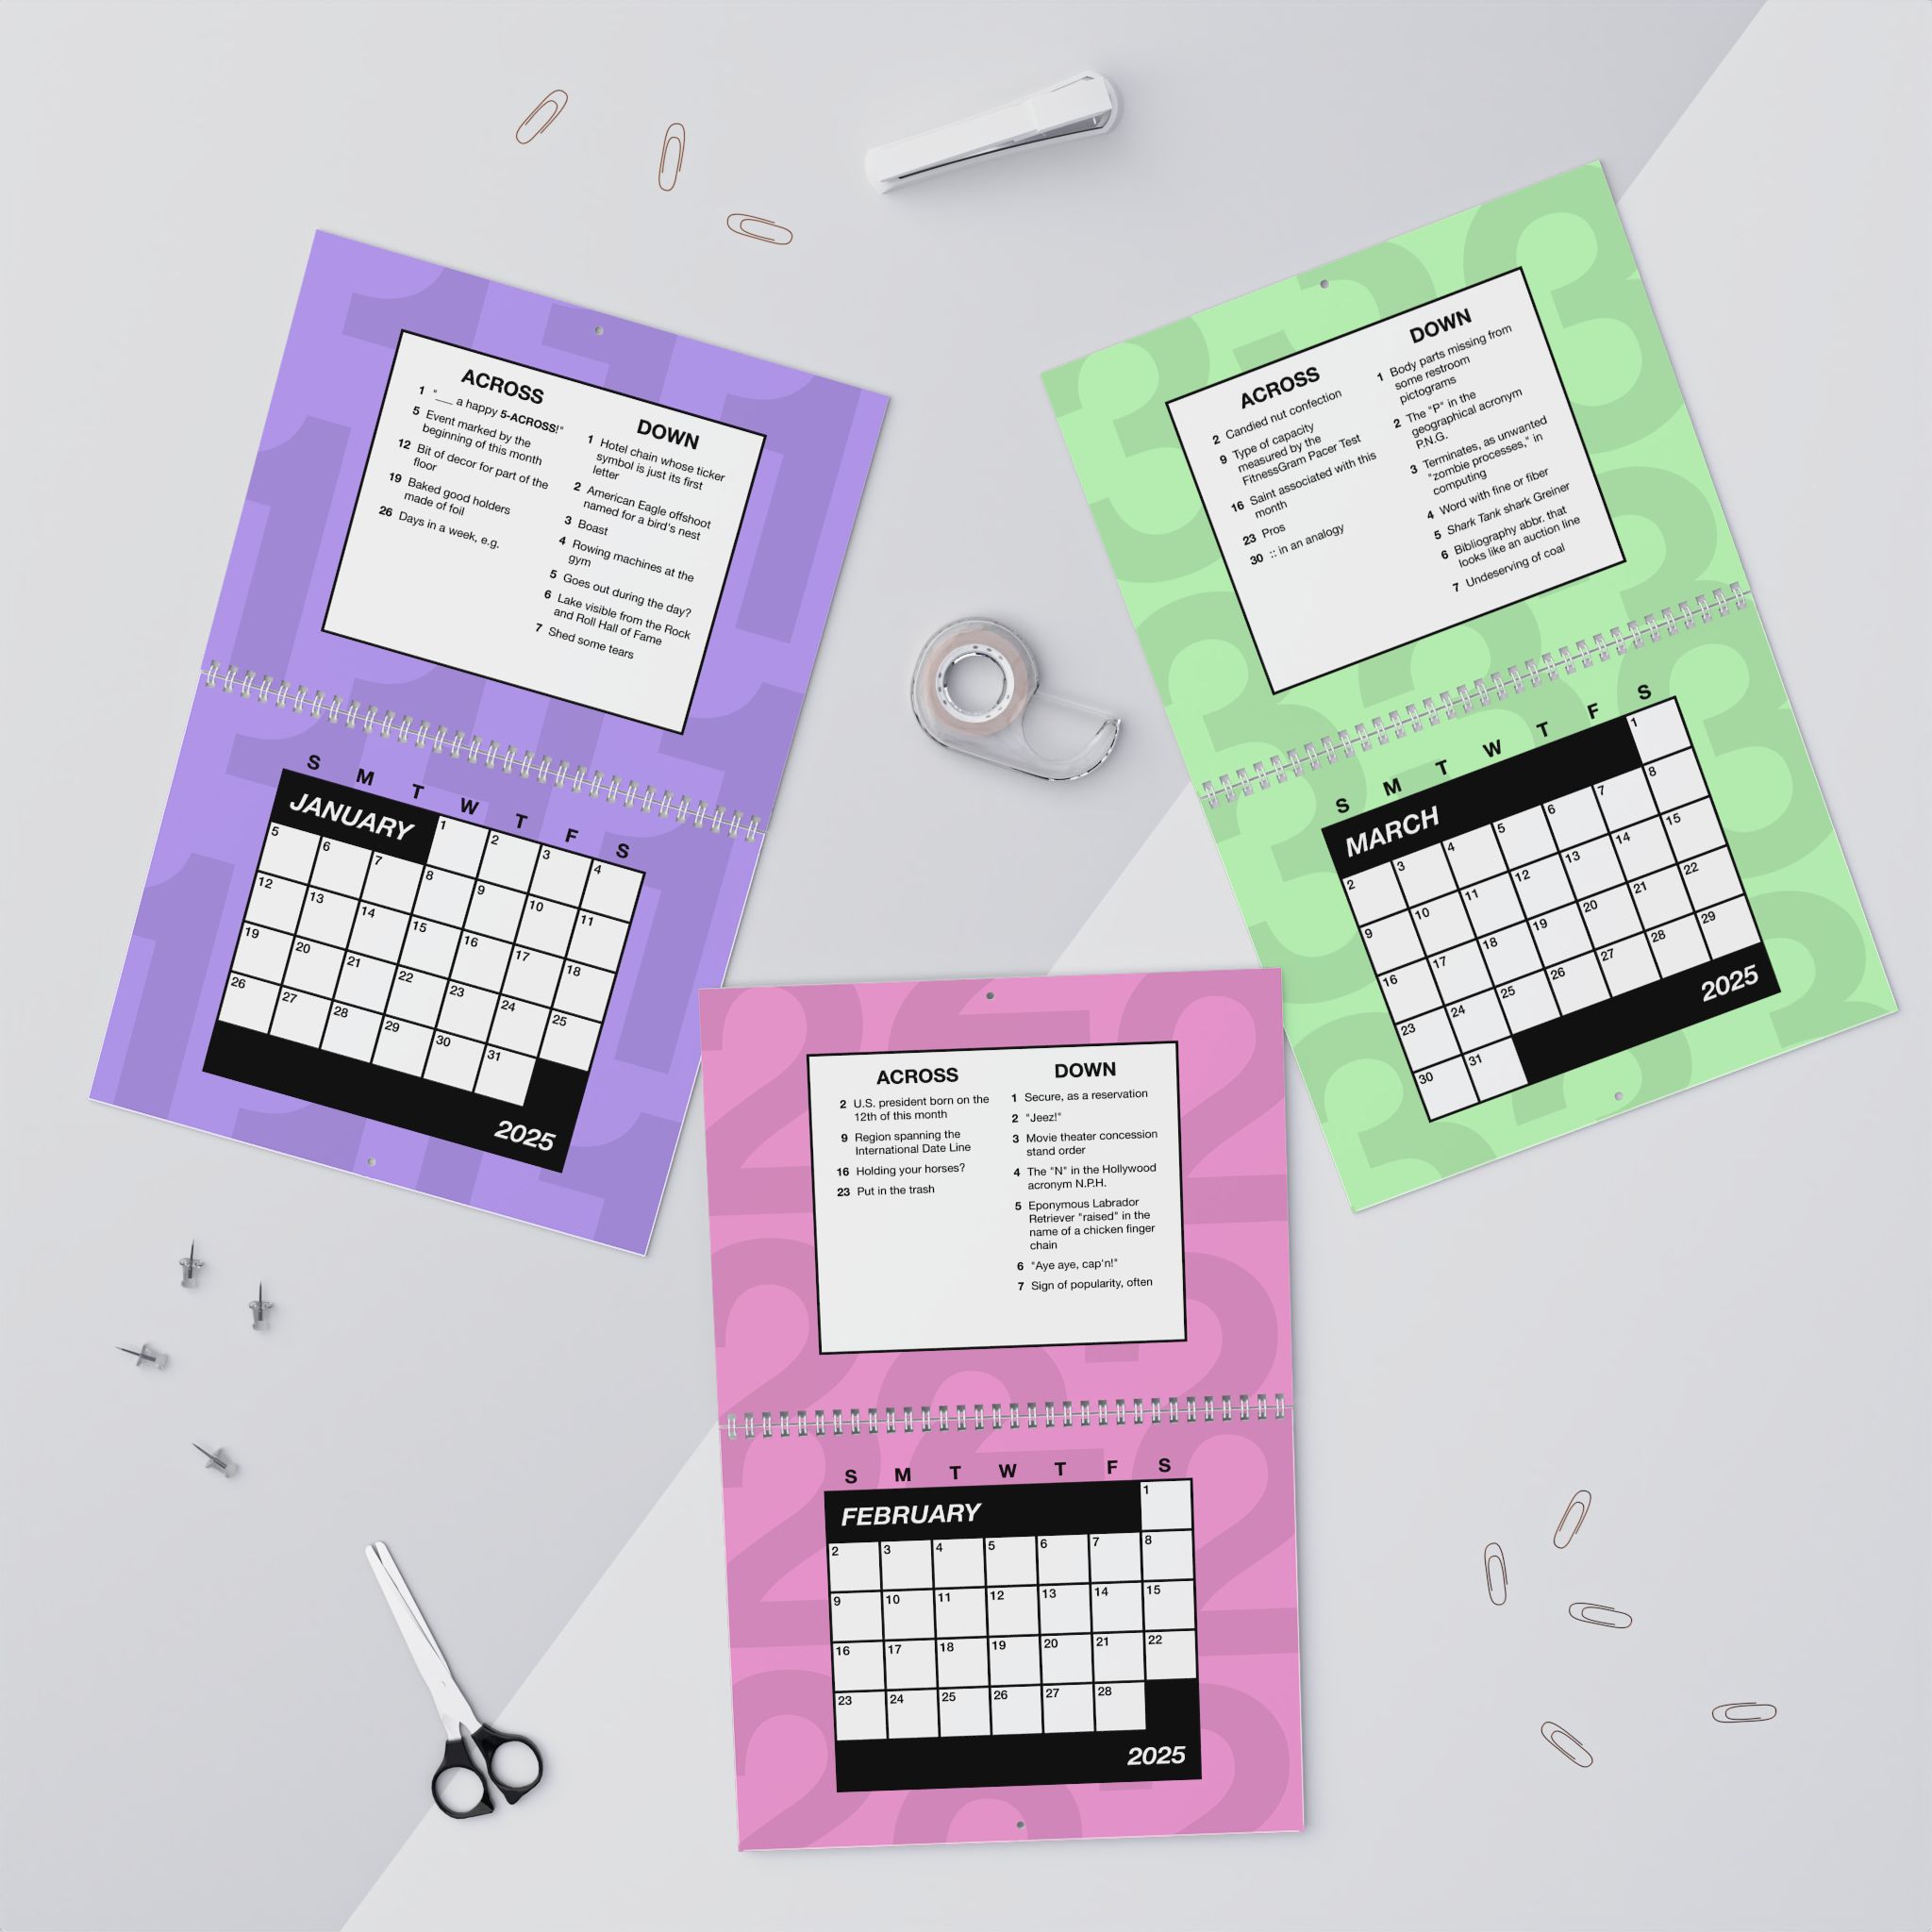 ACROSS
1 "___ a happy 5-ACROSS!"
5 Event marked by the
beginning of this month
12 Bit of decor for part of the
floor
19 Baked good holders
made of foil
26 Days in a week, e.g.
DOWN
1 Hotel chain whose ticker
symbol is just its first
letter
2 American Eagle offshoot
named for a bird's nest
3 Boast
4 Rowing machines at the
gym
5 Goes out during the day?
6 Lake visible from the Rock
and Roll Hall of Fame
7 Shed some tears
S M T W T F S
JANUARY 1 2 3 4
5 6 7 8 9 10 11
12 13 14 15 16 17 18
19 20 21 22 23 24 25
26 27 28 29 30 31
2025
ACROSS
2 Candied nut confection
9 Type of capacity
measured by the
FitnessGram Pacer Test
16 Saint associated with this
month
23 Pros
30 :: in an analogy
DOWN
1 Body parts missing from
some restroom
pictograms
2 The "P" in the
geographical acronym
P.N.G.
3 Terminates, as unwanted
"zombie processes," in
computing
4 Word with fine or fiber
5 Shark Tank shark Greiner
6 Bibliography abbr. that
looks like an auction line
7 Undeserving of coal
S M T W T F S
MARCH 1
2 3 4 5 6 7 8
9 10 11 12 13 14 15
16 17 18 19 20 21 22
23 24 25 26 27 28 29
30 31
2025
ACROSS
2 U.S. president born on the
12th of this month
9 Region spanning the
International Date Line
16 Holding your horses?
23 Put in the trash
DOWN
1 Secure, as a reservation
2 "Jeez!"
3 Movie theater concession
stand order
4 The "N" in the Hollywood
acronym N.P.H.
5 Eponymous Labrador
Retriever "raised" in the
name of a chicken finger
chain
6 "Aye aye, cap'n!"
7 Sign of popularity, often
S M T W T F S
FEBRUARY 1
2 3 4 5 6 7 8
9 10 11 12 13 14 15
16 17 18 19 20 21 22
23 24 25 26 27 28
2025